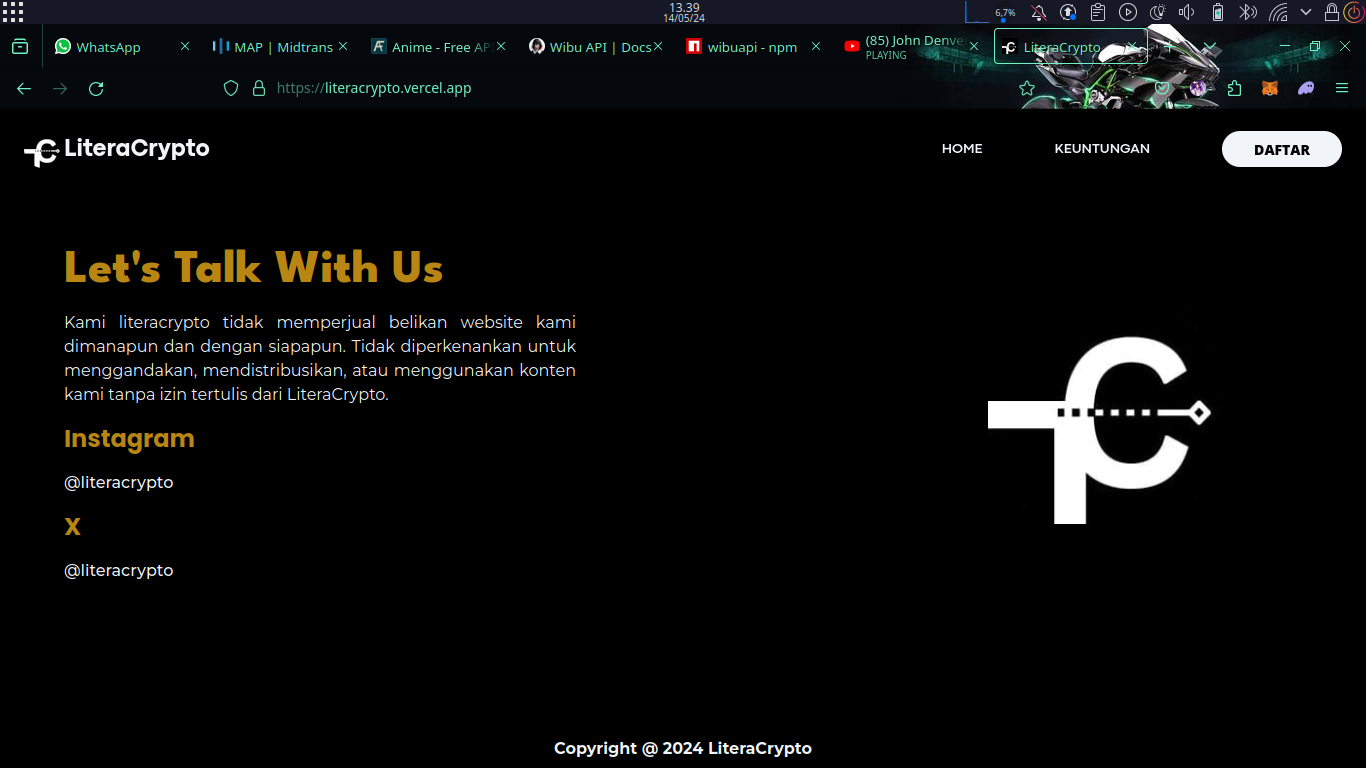 13.39
14/05/24
6,7%
WhatsApp
MAP | Midtrans
Anime - Free AP
Wibu API | Docs
wibuapi - npm
(85) John Denve
PLAYING
LiteraCrypto
https://literacrypto.vercel.app
LiteraCrypto
HOME
KEUNTUNGAN
DAFTAR
Let's Talk With Us
Kami literacrypto tidak memperjual belikan website kami
dimanapun dan dengan siapapun. Tidak diperkenankan untuk
menggandakan, mendistribusikan, atau menggunakan konten
kami tanpa izin tertulis dari LiteraCrypto.
Instagram
@literacrypto
X
@literacrypto
Copyright @ 2024 LiteraCrypto